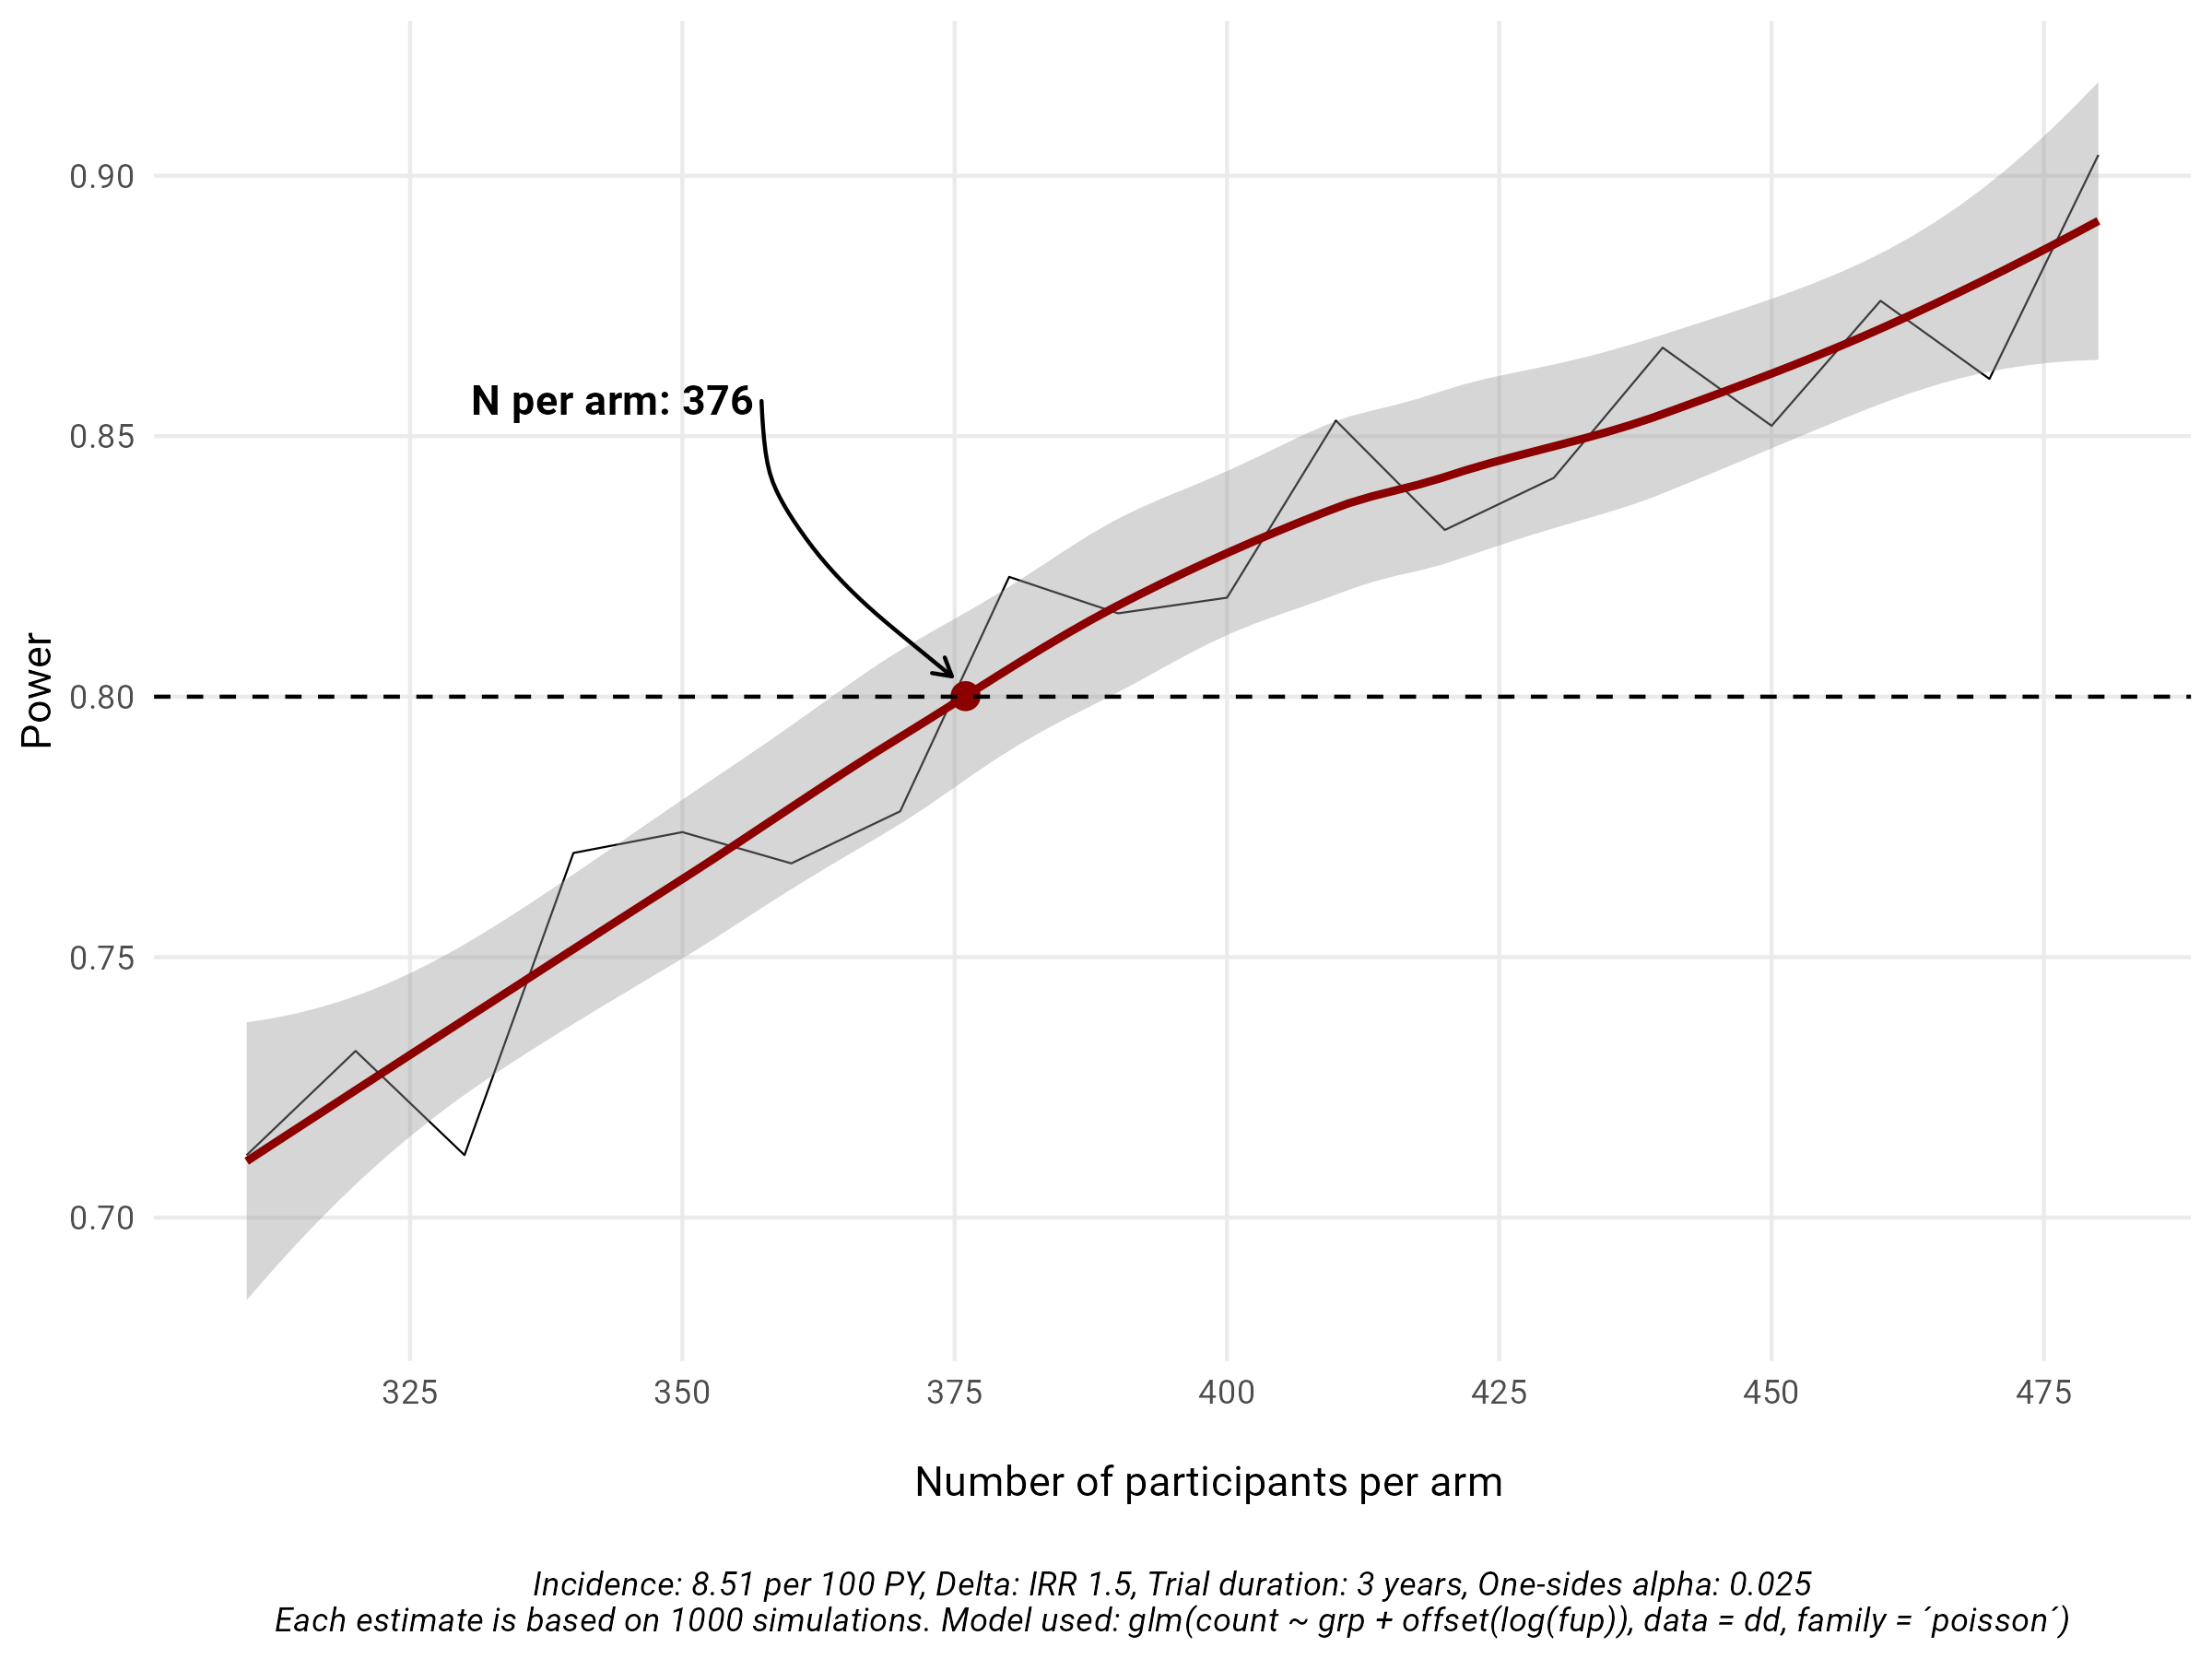 0.90
N per arm: 376
0.85
Power
0.80
0.75
0.70
325 350 375 400 425 450 475
Number of participants per arm
Incidence: 8.51 per 100 PY, Delta: IRR 1.5, Trial duration: 3 years, One-sides alpha: 0.025
Each estimate is based on 1000 simulations. Model used: glm(count ~ grp + offset(log(fup)), data = dd, family = ´poisson´)